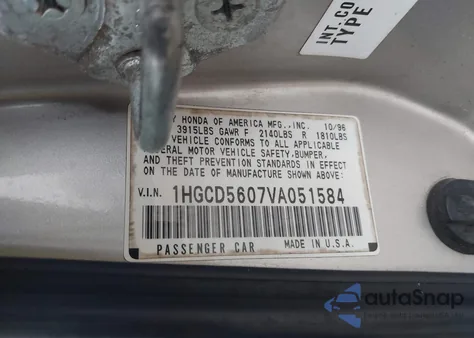 INT.CO
TYPE
Y HONDA OF AMERICA MFG., INC. 10/96
3915LBS GAWR F 2140LBS R 1810LBS
VEHICLE CONFORMS TO ALL APPLICABLE
ERAL MOTOR VEHICLE SAFETY, BUMPER,
AND THEFT PREVENTION STANDARDS IN EFFECT
ON THE DATE OF MANUFACTURE SHOWN ABOVE.
V.I.N. 1HGCD5607VA051584
PASSENGER CAR MADE IN U.S.A.
autoSnap